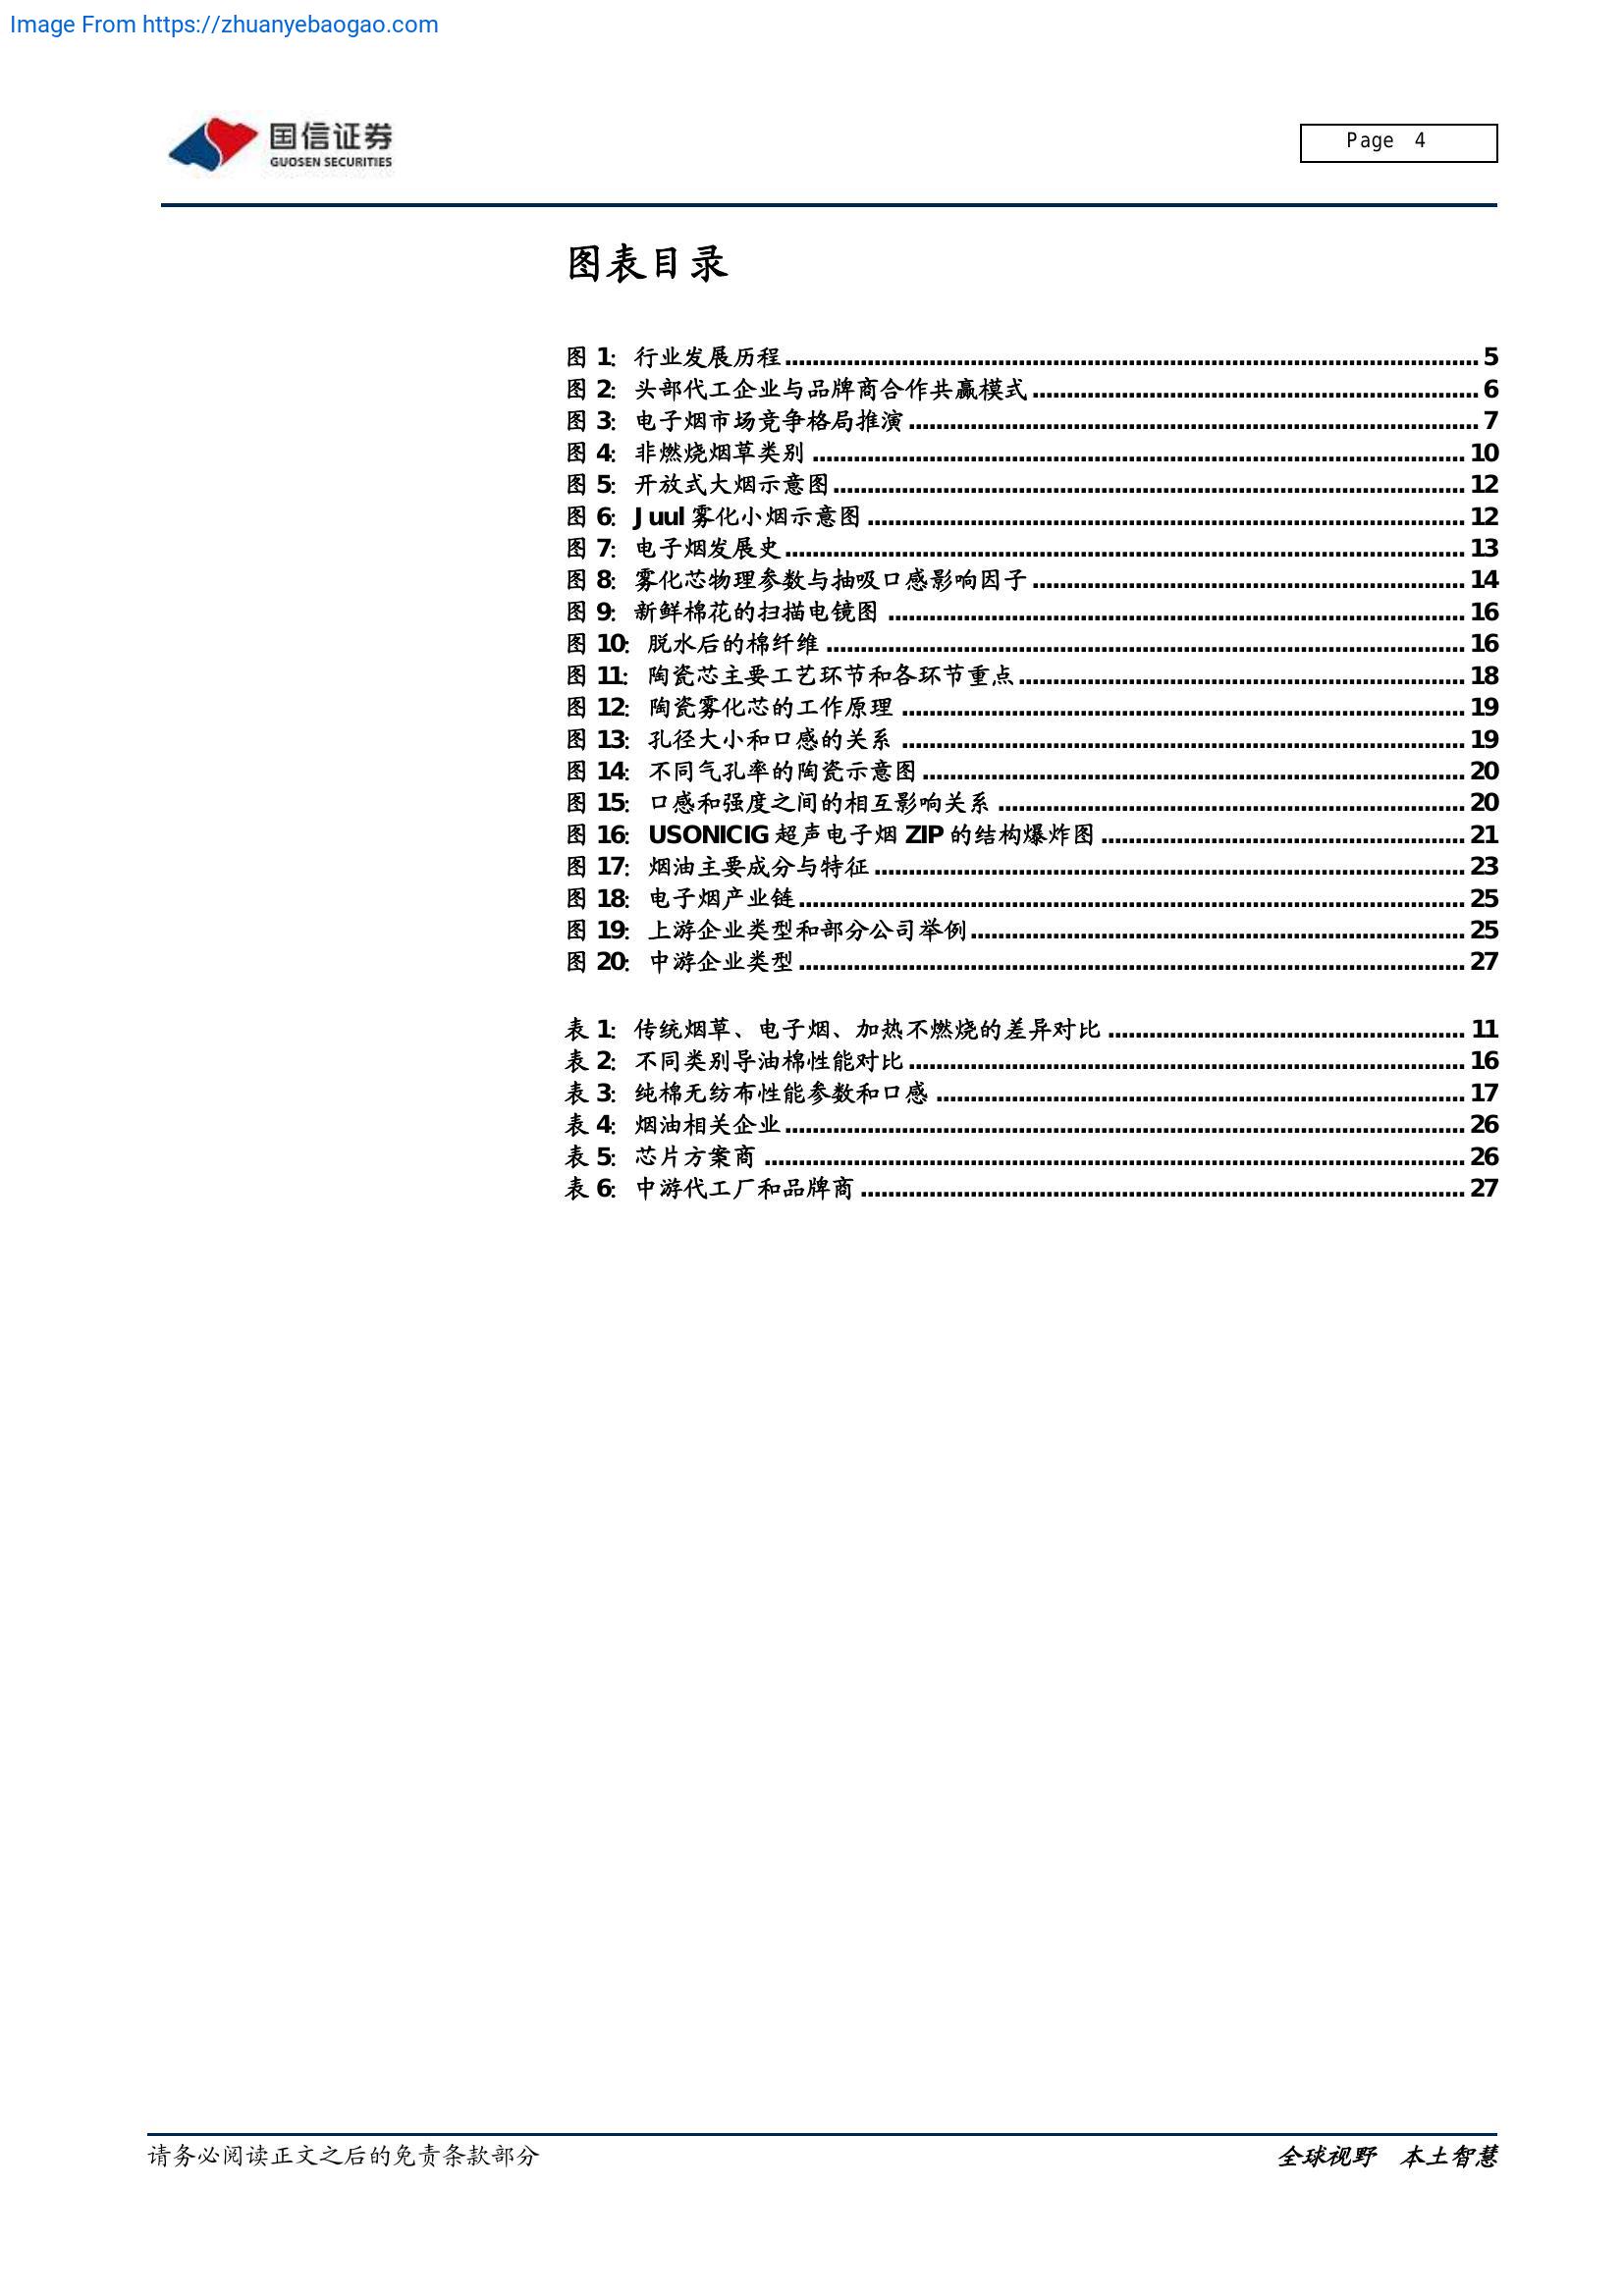 Image From https://zhuanyebaogao.com
国信证券
GUOSEN SECURITIES
Page 4
图表目录
图 1: 行业发展历程 5
图 2: 头部代工企业与品牌商合作共赢模式 6
图 3: 电子烟市场竞争格局推演 7
图 4: 非燃烧烟草类别 10
图 5: 开放式大烟示意图 12
图 6: Juul 雾化小烟示意图 12
图 7: 电子烟发展史 13
图 8: 雾化芯物理参数与抽吸口感影响因子 14
图 9: 新鲜棉花的扫描电镜图 16
图 10: 脱水后的棉纤维 16
图 11: 陶瓷芯主要工艺环节和各环节重点 18
图 12: 陶瓷雾化芯的工作原理 19
图 13: 孔径大小和口感的关系 19
图 14: 不同气孔率的陶瓷示意图 20
图 15: 口感和强度之间的相互影响关系 20
图 16: USONICIG 超声电子烟 ZIP 的结构爆炸图 21
图 17: 烟油主要成分与特征 23
图 18: 电子烟产业链 25
图 19: 上游企业类型和部分公司举例 25
图 20: 中游企业类型 27
表 1: 传统烟草、电子烟、加热不燃烧的差异对比 11
表 2: 不同类别导油棉性能对比 16
表 3: 纯棉无纺布性能参数和口感 17
表 4: 烟油相关企业 26
表 5: 芯片方案商 26
表 6: 中游代工厂和品牌商 27
请务必阅读正文之后的免责条款部分
全球视野 本土智慧